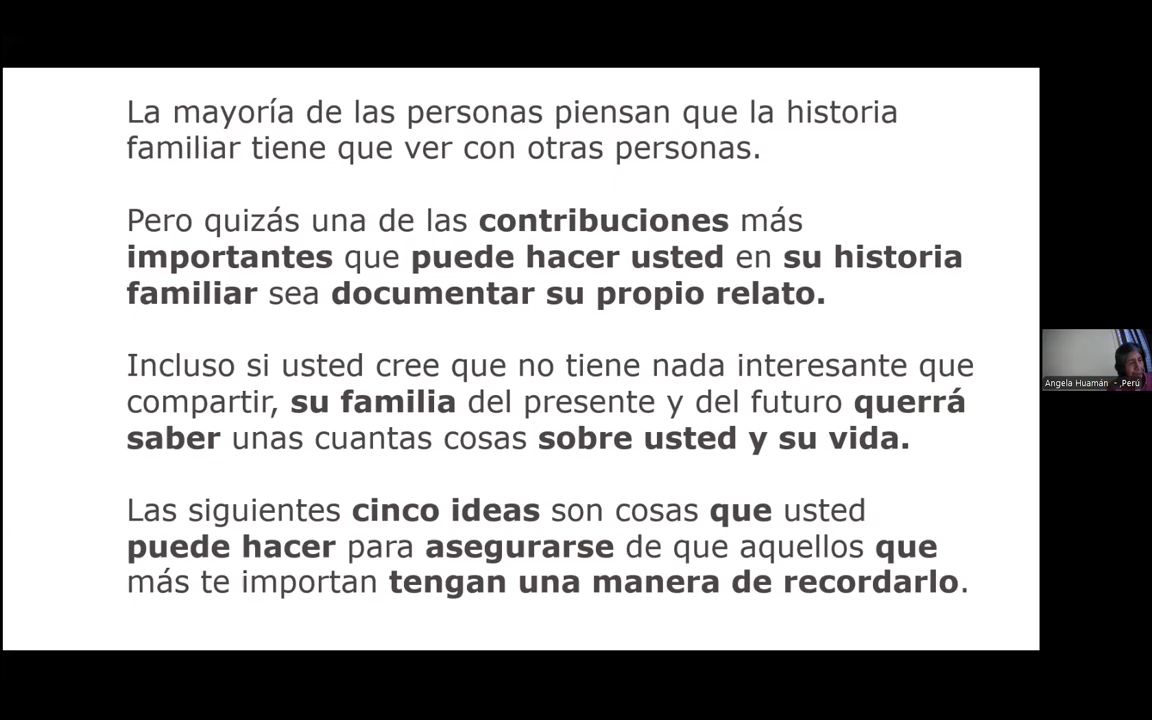 La mayoría de las personas piensan que la historia
familiar tiene que ver con otras personas.
Pero quizás una de las contribuciones más
importantes que puede hacer usted en su historia
familiar sea documentar su propio relato.
Incluso si usted cree que no tiene nada interesante que
compartir, su familia del presente y del futuro querrá
saber unas cuantas cosas sobre usted y su vida.
Las siguientes cinco ideas son cosas que usted
puede hacer para asegurarse de que aquellos que
más te importan tengan una manera de recordarlo.
Angela Huamán - ,Perú